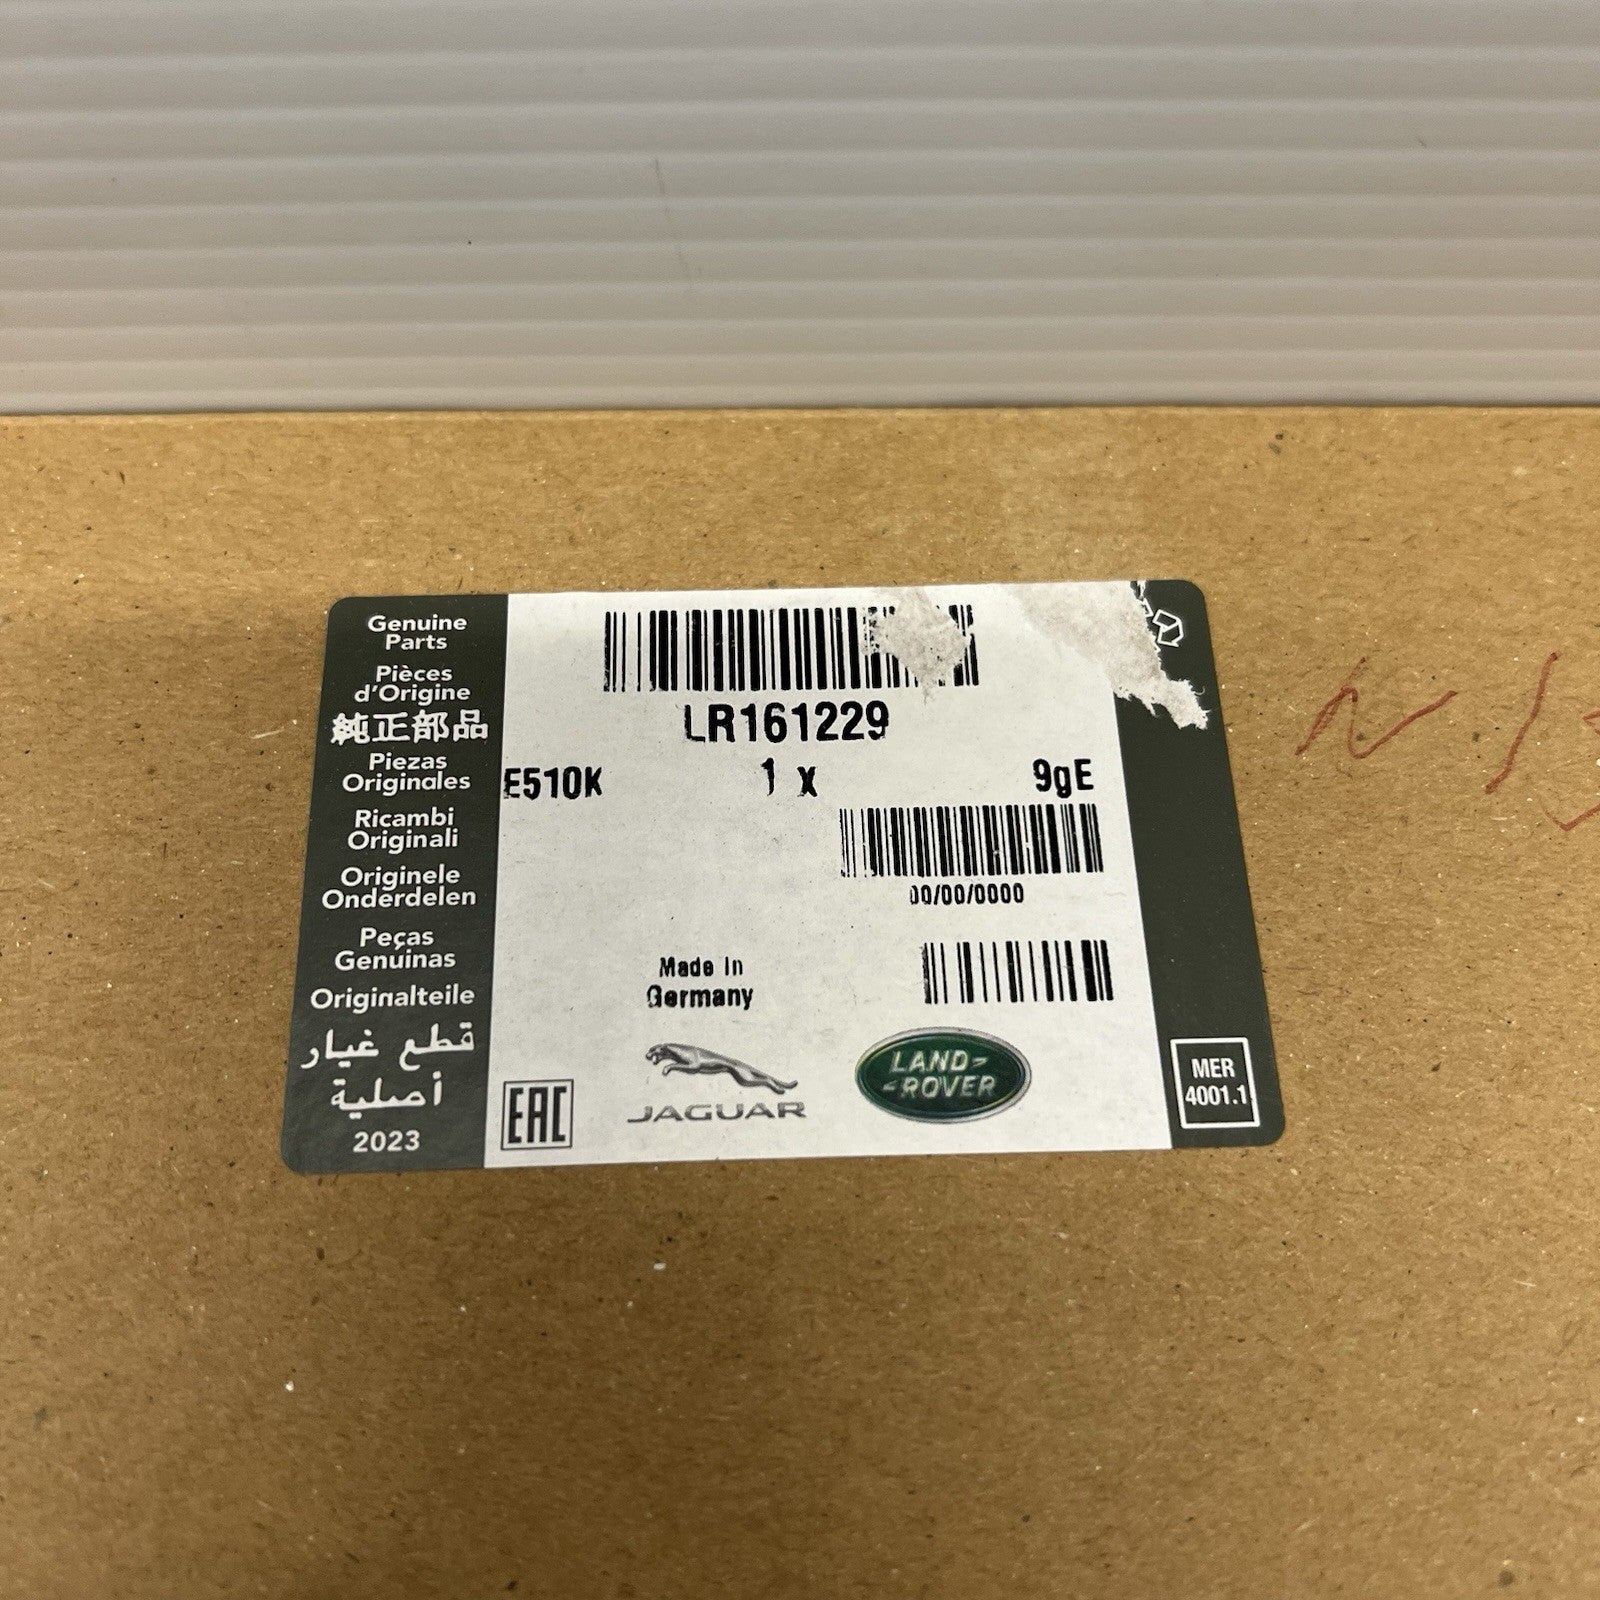 Genuine
Parts
Pièces
d'Origine
純正部品
Piezas
Originales
Ricambi
Originali
Originele
Onderdelen
Peças
Genuínas
Originalteile
قطع غيار
أصلية
2023
LR161229
E510K 1 x 9gE
00/00/0000
Made In
Germany
EAC
JAGUAR
LAND-
-ROVER
MER
4001.1